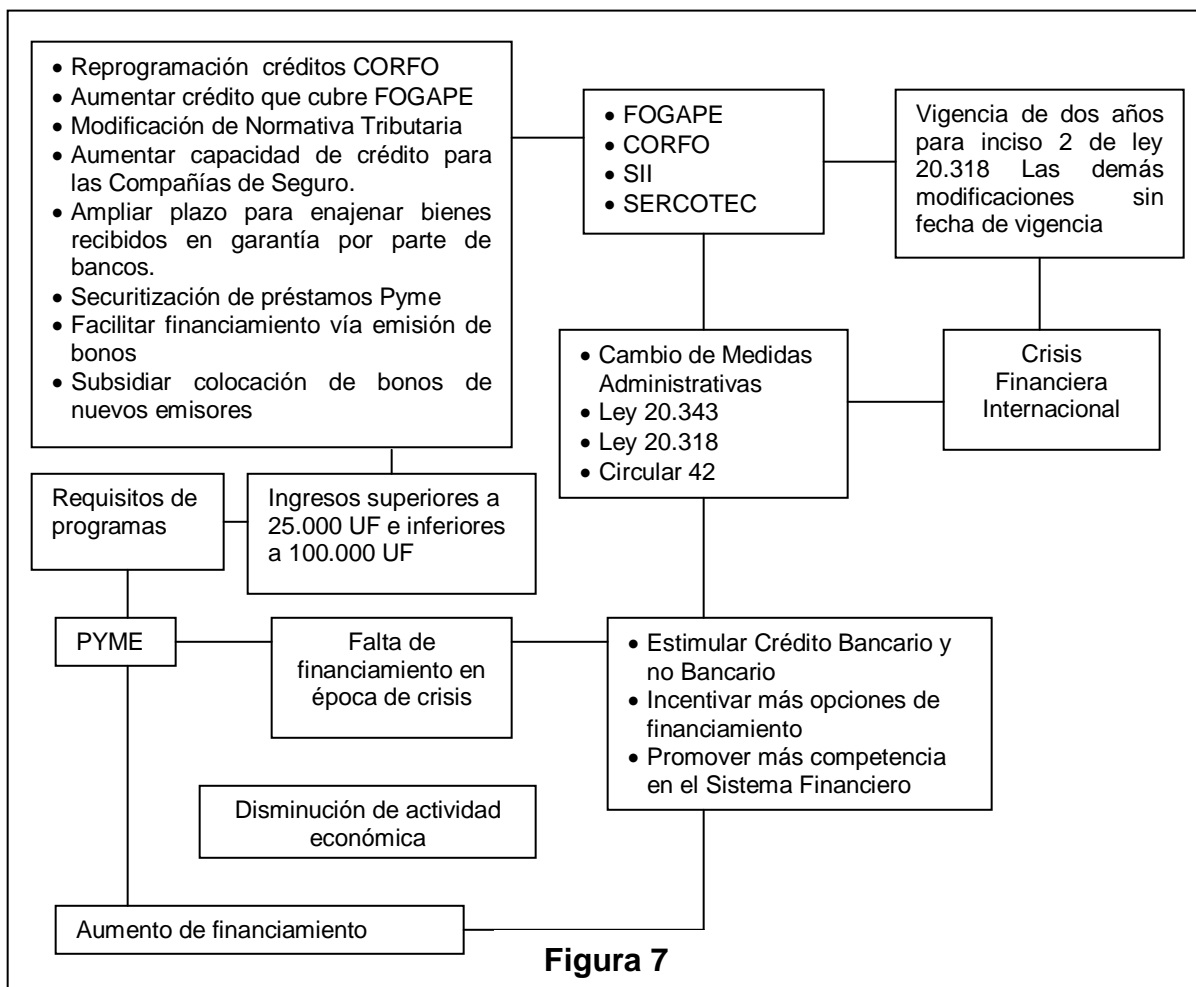 • Reprogramación créditos CORFO
• Aumentar crédito que cubre FOGAPE
• Modificación de Normativa Tributaria
• Aumentar capacidad de crédito para
las Compañías de Seguro.
• Ampliar plazo para enajenar bienes
recibidos en garantía por parte de
bancos.
• Securitización de préstamos Pyme
• Facilitar financiamiento vía emisión de
bonos
• Subsidiar colocación de bonos de
nuevos emisores
• FOGAPE
• CORFO
• SII
• SERCOTEC
Vigencia de dos años
para inciso 2 de ley
20.318 Las demás
modificaciones sin
fecha de vigencia
• Cambio de Medidas
Administrativas
• Ley 20.343
• Ley 20.318
• Circular 42
Crisis
Financiera
Internacional
Requisitos de
programas
Ingresos superiores a
25.000 UF e inferiores
a 100.000 UF
PYME
Falta de
financiamiento en
época de crisis
• Estimular Crédito Bancario y
no Bancario
• Incentivar más opciones de
financiamiento
• Promover más competencia
en el Sistema Financiero
Disminución de actividad
económica
Aumento de financiamiento
Figura 7